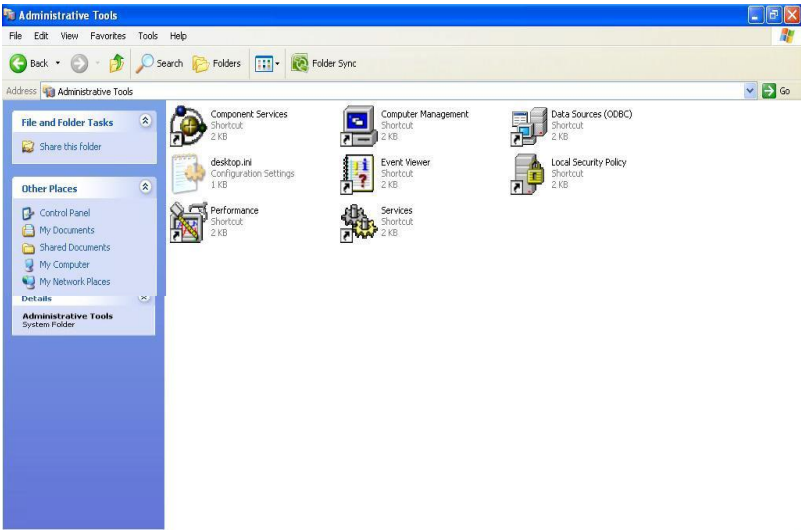 Administrative Tools
File Edit View Favorites Tools Help
Back Search Folders Folder Sync
Address Administrative Tools Go
File and Folder Tasks
Share this folder
Other Places
Control Panel
My Documents
Shared Documents
My Computer
My Network Places
Details
Administrative Tools
System Folder
Component Services
Shortcut
2 KB
Computer Management
Shortcut
2 KB
Data Sources (ODBC)
Shortcut
2 KB
desktop.ini
Configuration Settings
1 KB
Event Viewer
Shortcut
2 KB
Local Security Policy
Shortcut
2 KB
Performance
Shortcut
2 KB
Services
Shortcut
2 KB